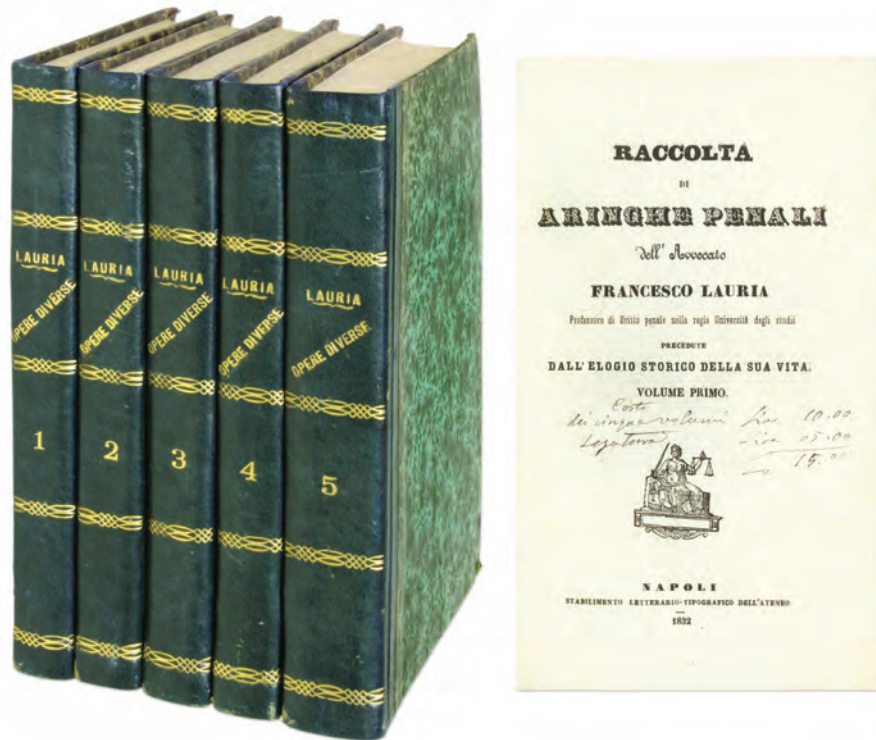 LAURIA
OPERE DIVERSE
1
LAURIA
OPERE DIVERSE
2
LAURIA
OPERE DIVERSE
3
LAURIA
OPERE DIVERSE
4
LAURIA
OPERE DIVERSE
5
RACCOLTA
DI
ARINGHE PENALI
dell' Avvocato
FRANCESCO LAURIA
Professore di Dritto penale nella regia Università degli studii
PRECEDUTE
DALL'ELOGIO STORICO DELLA SUA VITA.
VOLUME PRIMO.
Costo
dei cinque volumi Lire 10.00
Legatura 05.00
15.00
NAPOLI
STABILIMENTO LETTERARIO-TIPOGRAFICO DELL'ATENEO
1832